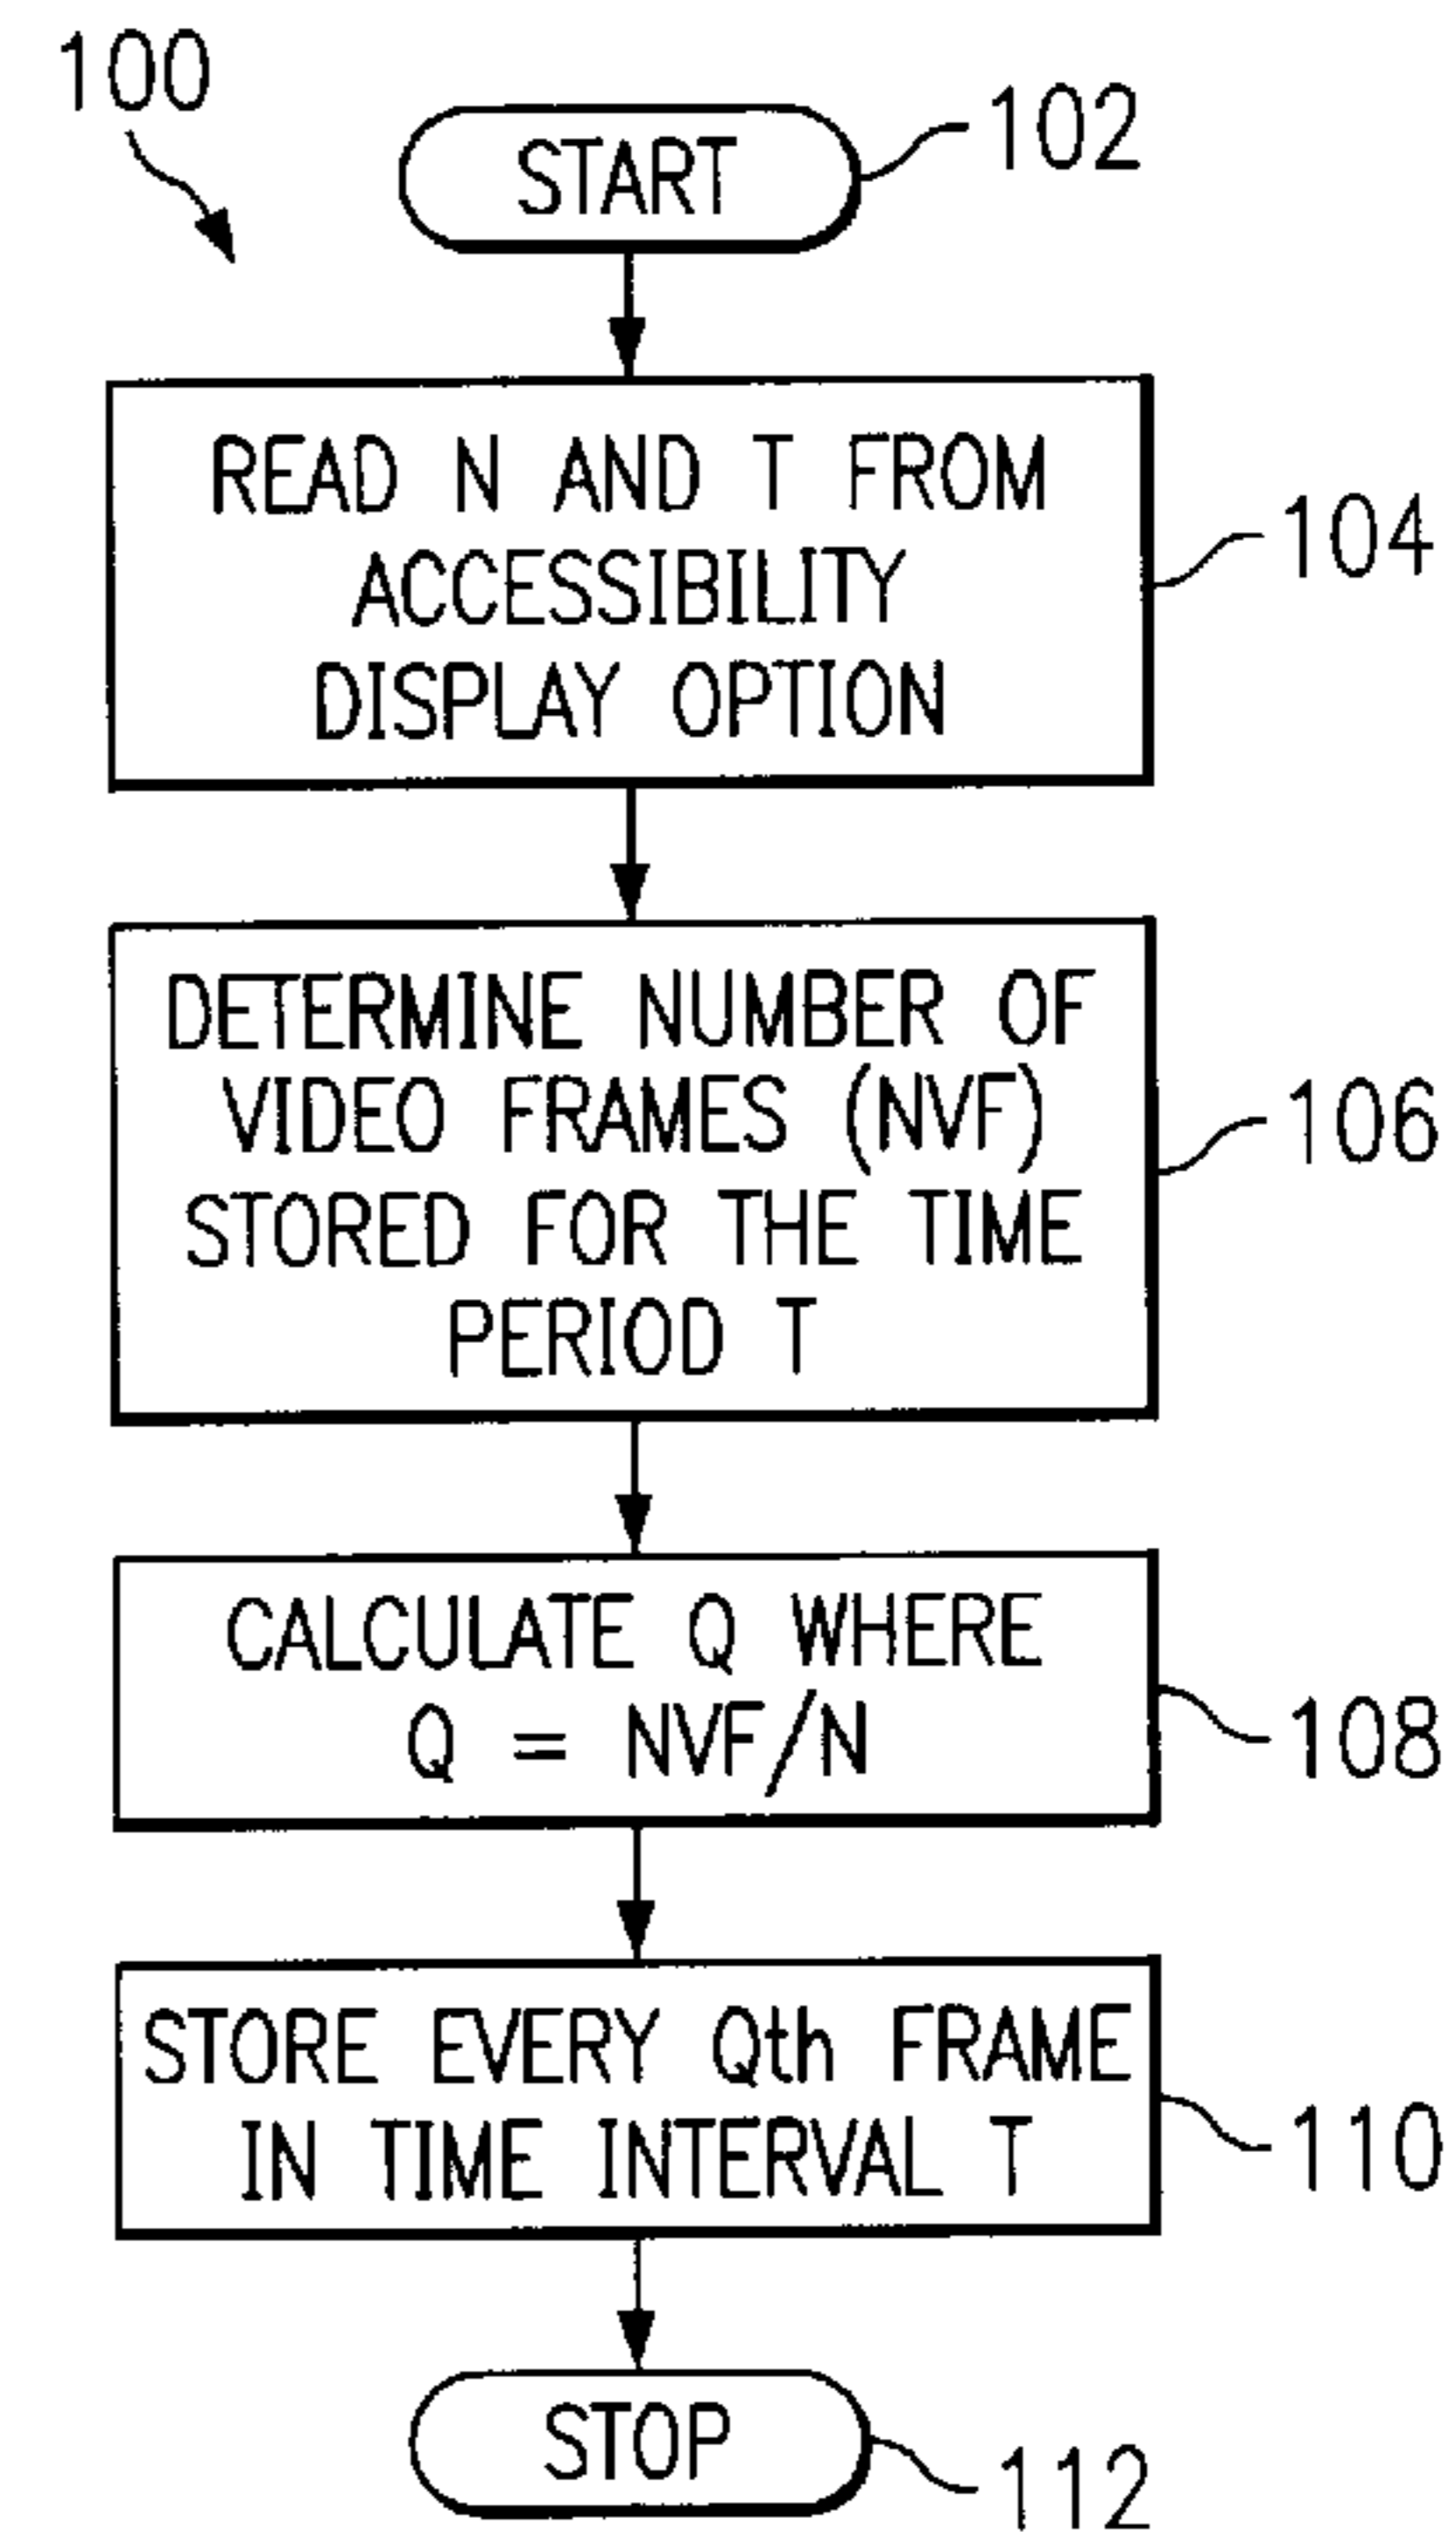 100
START
102
READ N AND T FROM
ACCESSIBILITY
DISPLAY OPTION
104
DETERMINE NUMBER OF
VIDEO FRAMES (NVF)
STORED FOR THE TIME
PERIOD T
106
CALCULATE Q WHERE
Q = NVF/N
108
STORE EVERY Qth FRAME
IN TIME INTERVAL T
110
STOP
112